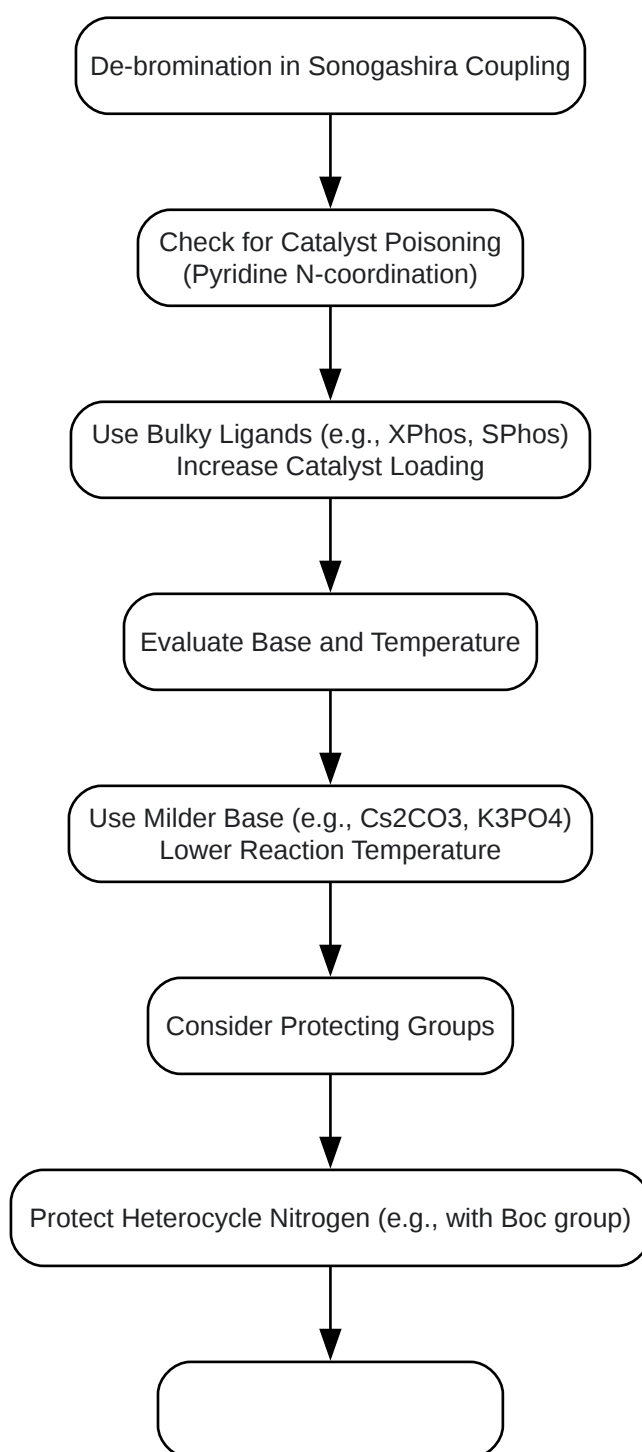 De-bromination in Sonogashira Coupling
Check for Catalyst Poisoning
(Pyridine N-coordination)
Use Bulky Ligands (e.g., XPhos, SPhos)
Increase Catalyst Loading
Evaluate Base and Temperature
Use Milder Base (e.g., Cs2CO3, K3PO4)
Lower Reaction Temperature
Consider Protecting Groups
Protect Heterocycle Nitrogen (e.g., with Boc group)